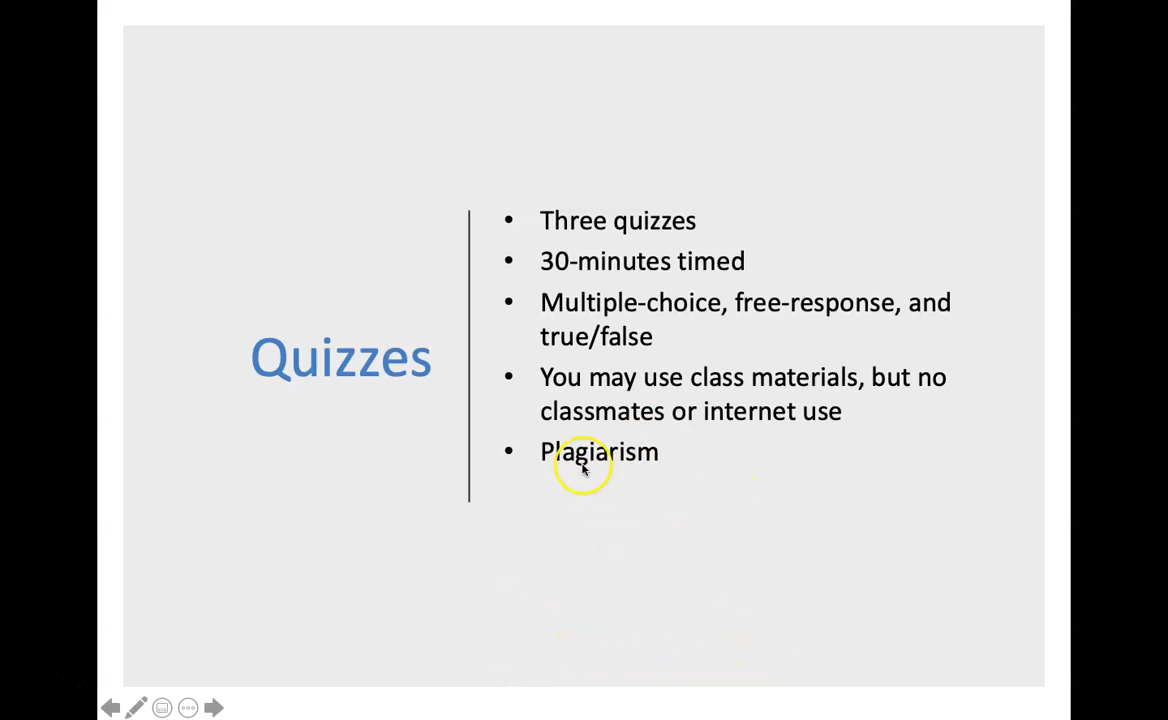 Quizzes
• Three quizzes
• 30-minutes timed
• Multiple-choice, free-response, and
true/false
• You may use class materials, but no
classmates or internet use
• Plagiarism